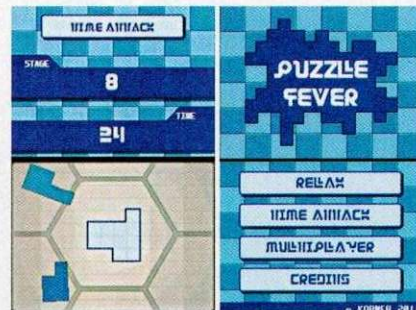 TIME ATTACK
STAGE
8
TIME
24
PUZZLE
FEVER
RELAX
TIME ATTACK
MULTIPLAYER
CREDITS